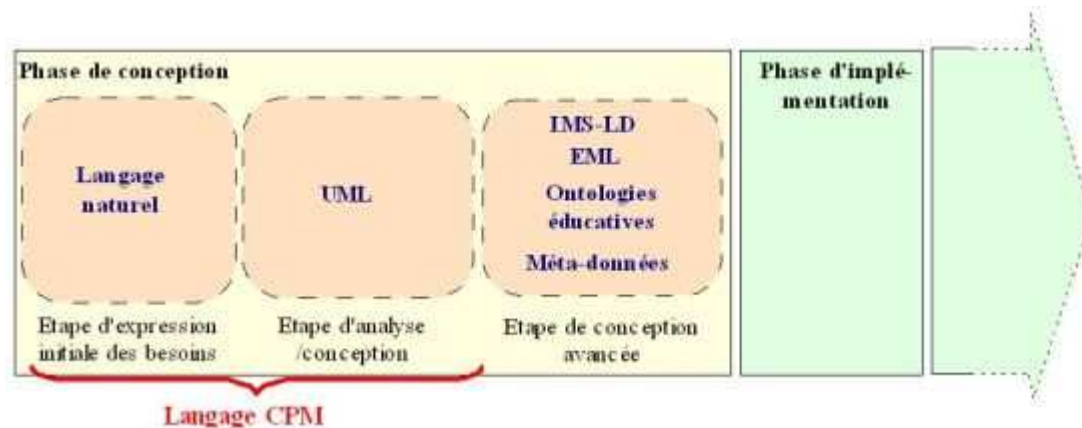 Phase de conception
Langage
naturel
UML
IMS-LD
EML
Ontologies
éducatives
Méta-données
Etape d'expression
initiale des besoins
Etape d'analyse
/conception
Etape de conception
avancée
Langage CPM
Phase d'implé-
mentation